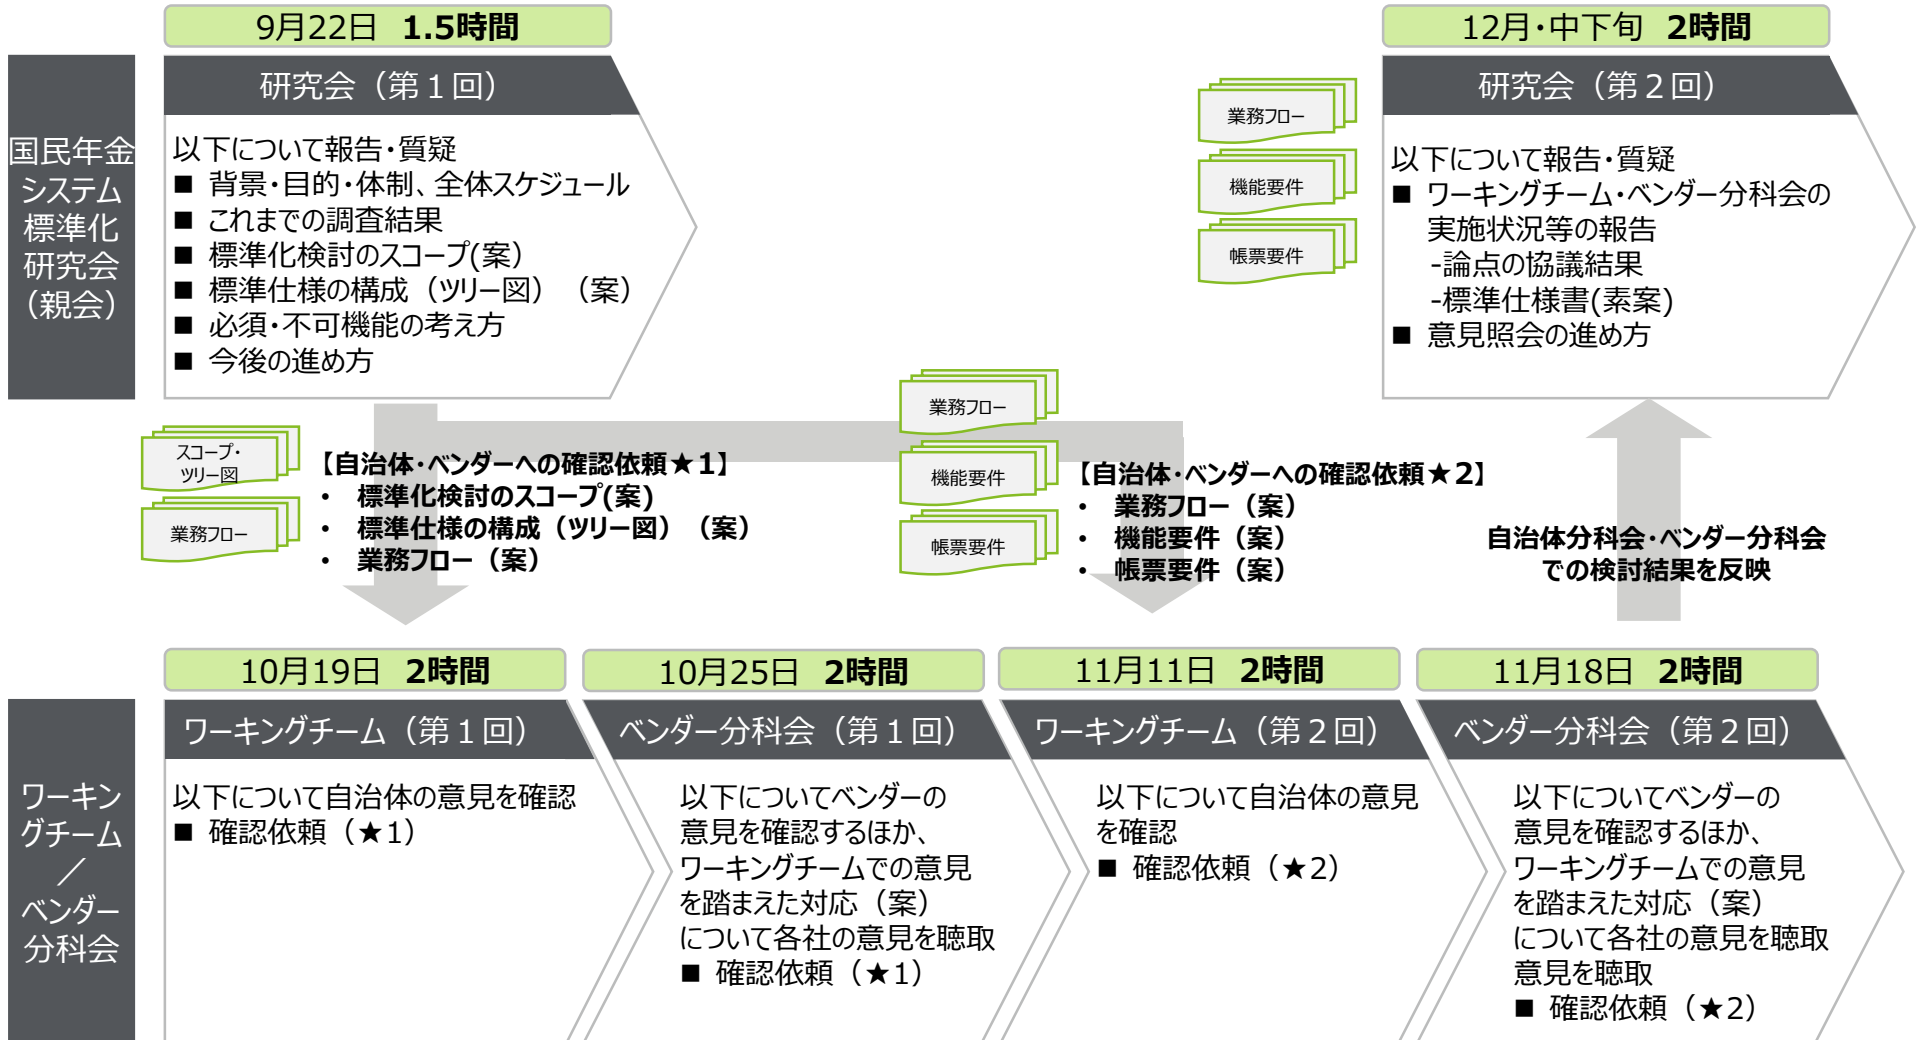 9月22日 1.5時間
12月・中下旬 2時間
国民年金
システム
標準化
研究会
（親会）
研究会（第１回）
以下について報告・質疑
■ 背景・目的・体制、全体スケジュール
■ これまでの調査結果
■ 標準化検討のスコープ(案)
■ 標準仕様の構成（ツリー図）（案）
■ 必須・不可機能の考え方
■ 今後の進め方
業務フロー
機能要件
帳票要件
研究会（第２回）
以下について報告・質疑
■ ワーキングチーム・ベンダー分科会の
実施状況等の報告
-論点の協議結果
-標準仕様書(素案)
■ 意見照会の進め方
スコープ・
ツリー図
業務フロー
【自治体・ベンダーへの確認依頼★１】
・ 標準化検討のスコープ(案)
・ 標準仕様の構成（ツリー図）（案）
・ 業務フロー（案）
業務フロー
機能要件
帳票要件
【自治体・ベンダーへの確認依頼★２】
・ 業務フロー（案）
・ 機能要件（案）
・ 帳票要件（案）
自治体分科会・ベンダー分科会
での検討結果を反映
10月19日 2時間
10月25日 2時間
11月11日 2時間
11月18日 2時間
ワーキン
グチーム
／
ベンダー
分科会
ワーキングチーム（第１回）
以下について自治体の意見を確認
■ 確認依頼（★1）
ベンダー分科会（第１回）
以下についてベンダーの
意見を確認するほか、
ワーキングチームでの意見
を踏まえた対応（案）
について各社の意見を聴取
■ 確認依頼（★1）
ワーキングチーム（第２回）
以下について自治体の意見
を確認
■ 確認依頼（★2）
ベンダー分科会（第２回）
以下についてベンダーの
意見を確認するほか、
ワーキングチームでの意見
を踏まえた対応（案）
について各社の意見を聴取
意見を聴取
■ 確認依頼（★2）